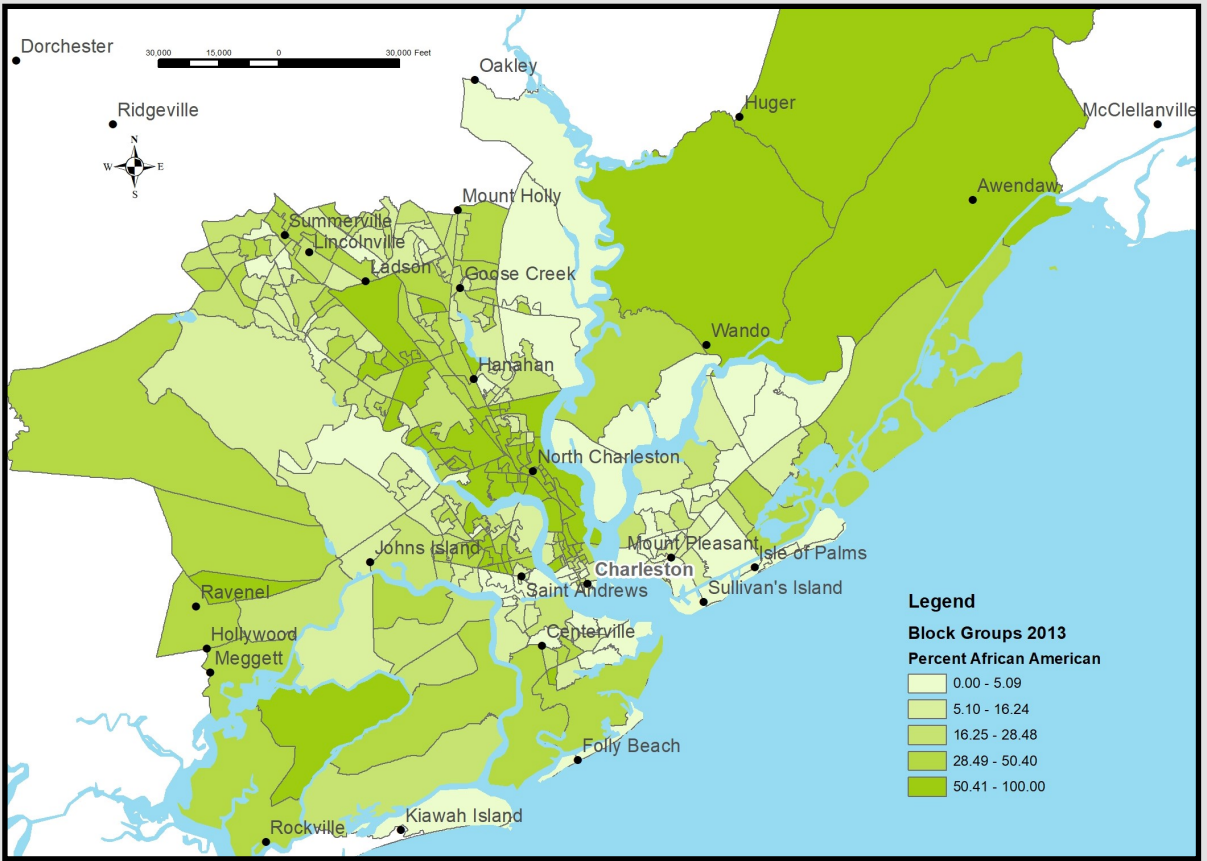 Dorchester
30,000 15,000 0 30,000 Feet
Oakley
Ridgeville
Huger
McClellanville
N
W E
S
Awendaw
Mount Holly
Summerville
Lincolnville
Ladson
Goose Creek
Wando
Hanahan
North Charleston
Johns Island
Mount Pleasant
Isle of Palms
Charleston
Saint Andrews
Sullivan's Island
Ravenel
Hollywood
Centerville
Meggett
Folly Beach
Kiawah Island
Rockville
Legend
Block Groups 2013
Percent African American
0.00 - 5.09
5.10 - 16.24
16.25 - 28.48
28.49 - 50.40
50.41 - 100.00